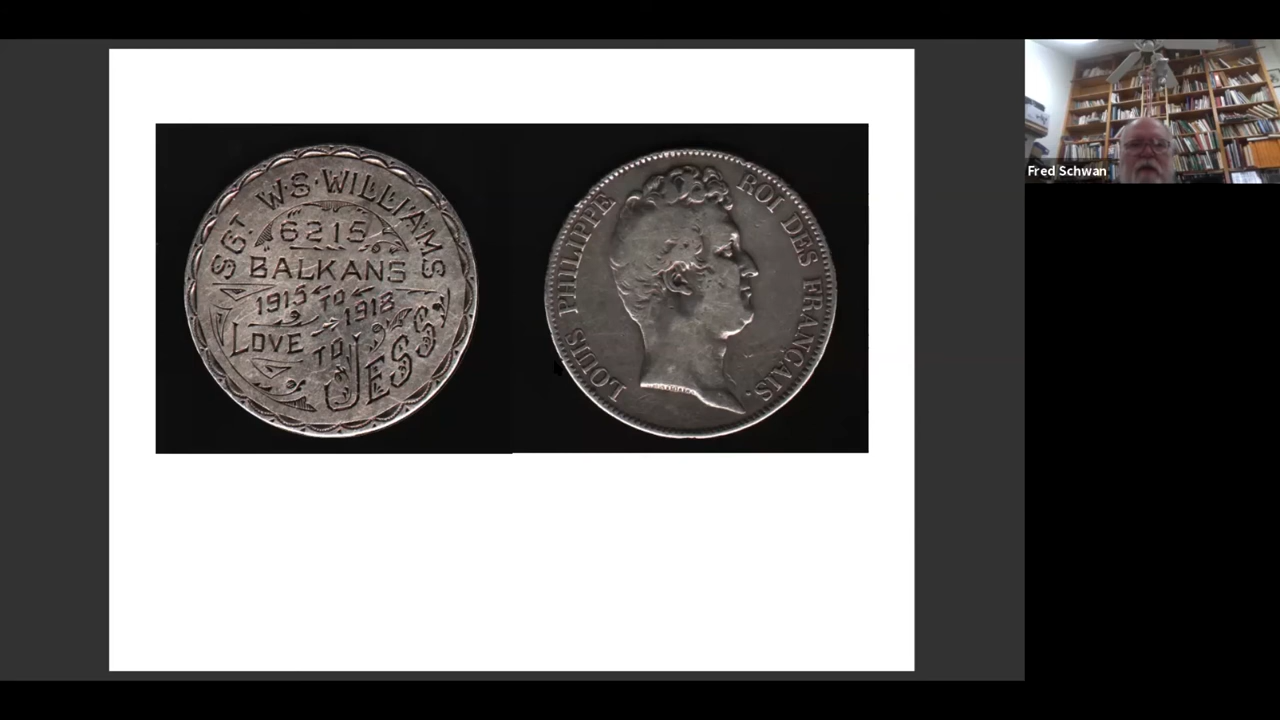 SGT W.S. WILLIAMS
6215
BALKANS
1915 TO 1918
LOVE TO JESS
LOUIS PHILIPPE ROI DES FRANÇAIS.
Fred Schwan